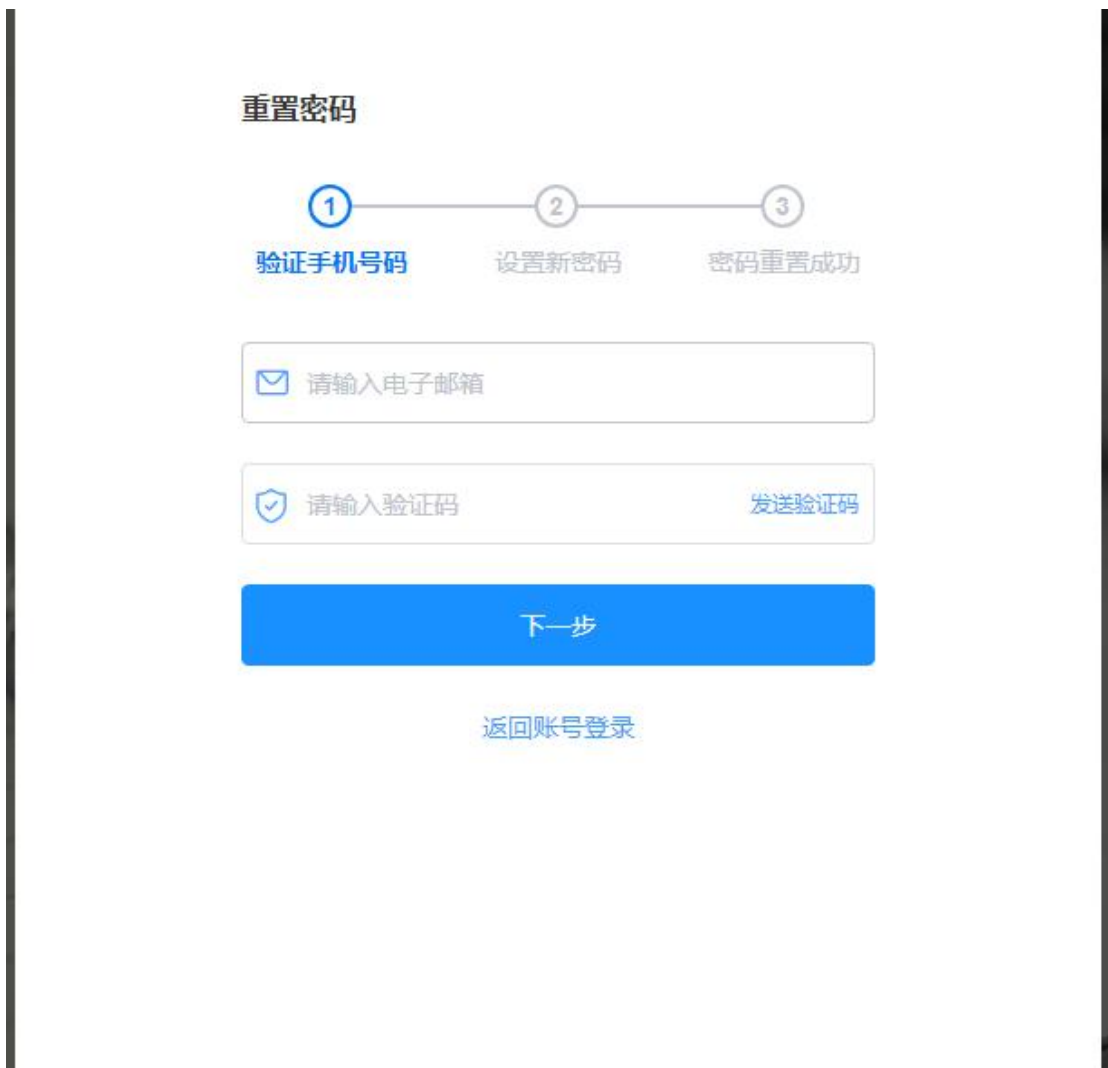 重置密码
1 2 3
验证手机号码 设置新密码 密码重置成功
请输入电子邮箱
请输入验证码 发送验证码
下一步
返回账号登录